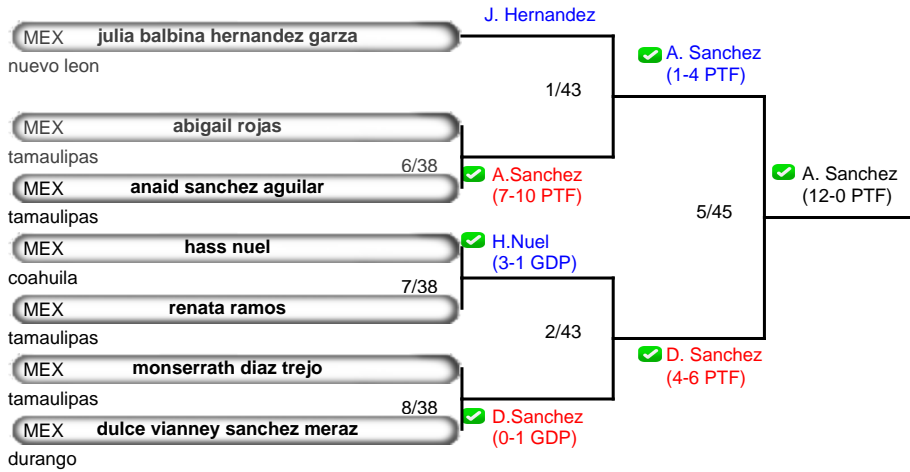 J. Hernandez
MEX julia balbina hernandez garza
nuevo leon
A. Sanchez
(1-4 PTF)
1/43
MEX abigail rojas
tamaulipas
6/38
MEX anaid sanchez aguilar
tamaulipas
A.Sanchez
(7-10 PTF)
A. Sanchez
(12-0 PTF)
5/45
MEX hass nuel
coahuila
H.Nuel
(3-1 GDP)
7/38
MEX renata ramos
tamaulipas
2/43
MEX monserrath diaz trejo
tamaulipas
D. Sanchez
(4-6 PTF)
8/38
MEX dulce vianney sanchez meraz
durango
D.Sanchez
(0-1 GDP)